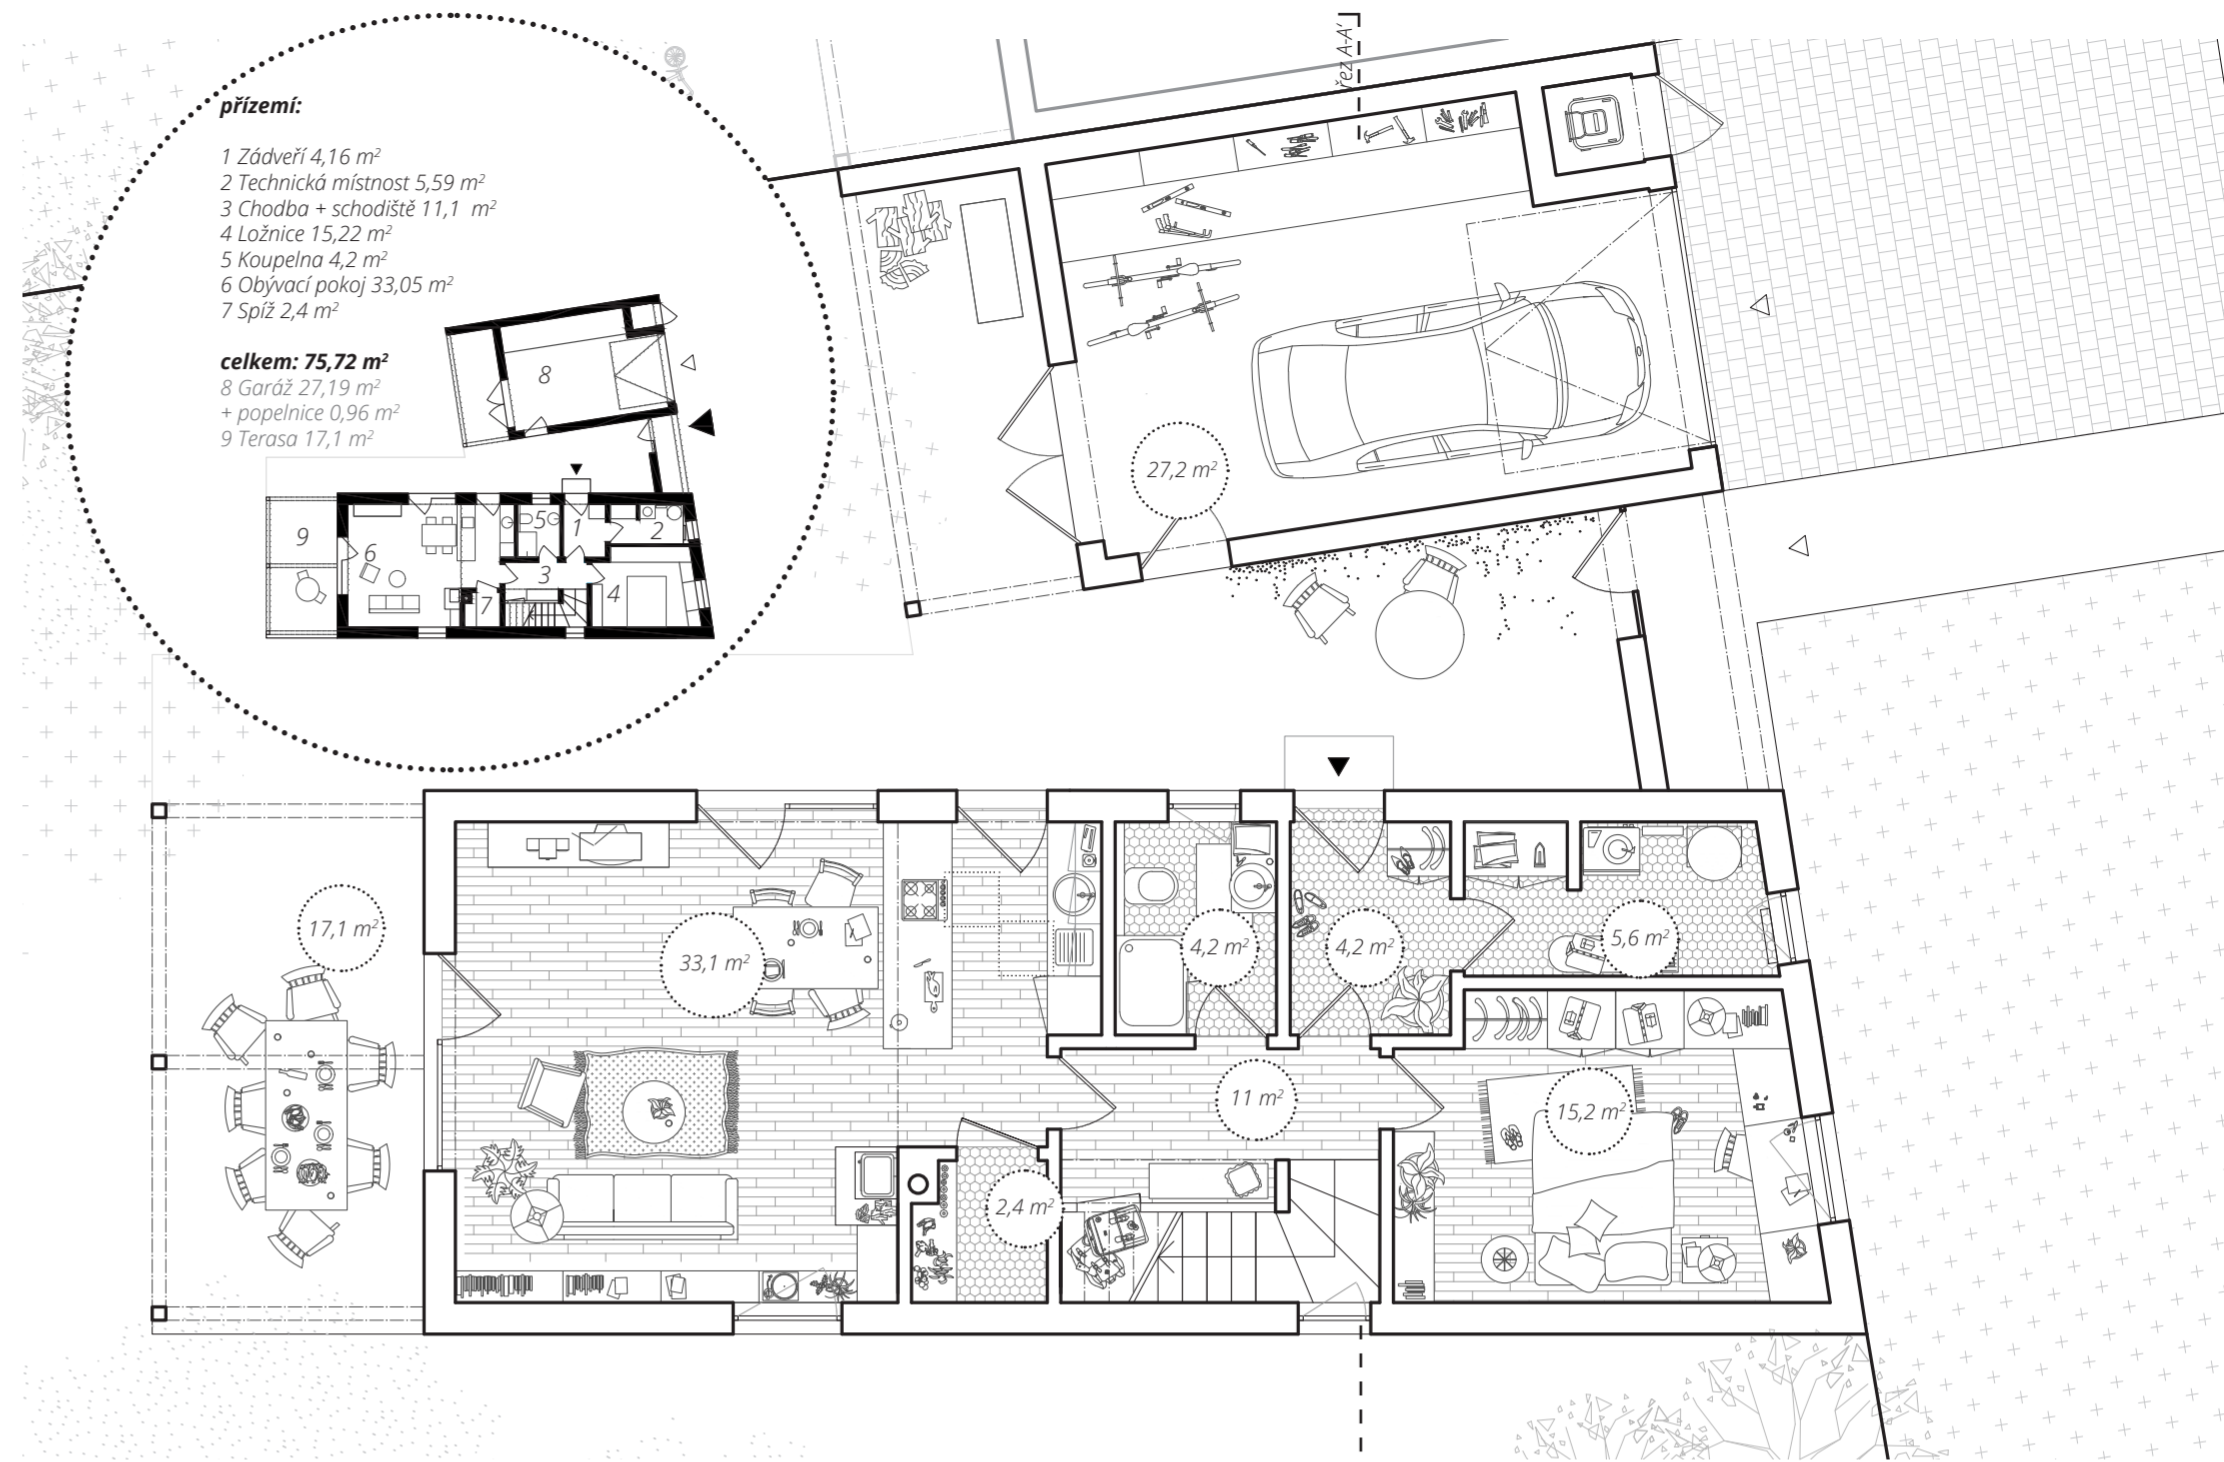 přízemí:
1 Zádveří 4,16 m²
2 Technická místnost 5,59 m²
3 Chodba + schodiště 11,1 m²
4 Ložnice 15,22 m²
5 Koupelna 4,2 m²
6 Obývací pokoj 33,05 m²
7 Spíž 2,4 m²
celkem: 75,72 m²
8 Garáž 27,19 m²
+ popelnice 0,96 m²
9 Terasa 17,1 m²
8
9
6
5
1
2
3
4
7
řez A-A'
27,2 m²
17,1 m²
33,1 m²
4,2 m²
4,2 m²
5,6 m²
11 m²
15,2 m²
2,4 m²